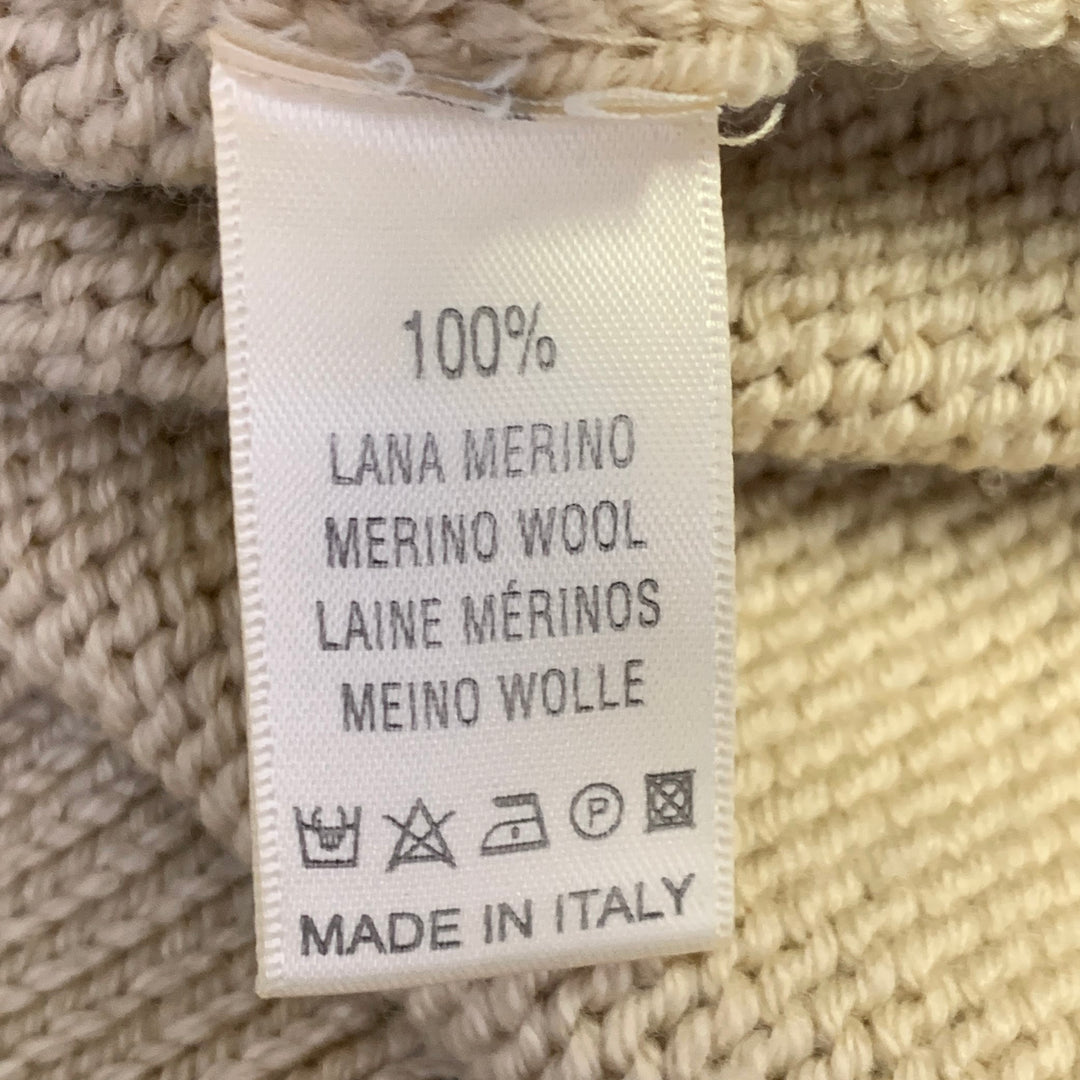 100%
LANA MERINO
MERINO WOOL
LAINE MÉRINOS
MEINO WOLLE
P
MADE IN ITALY